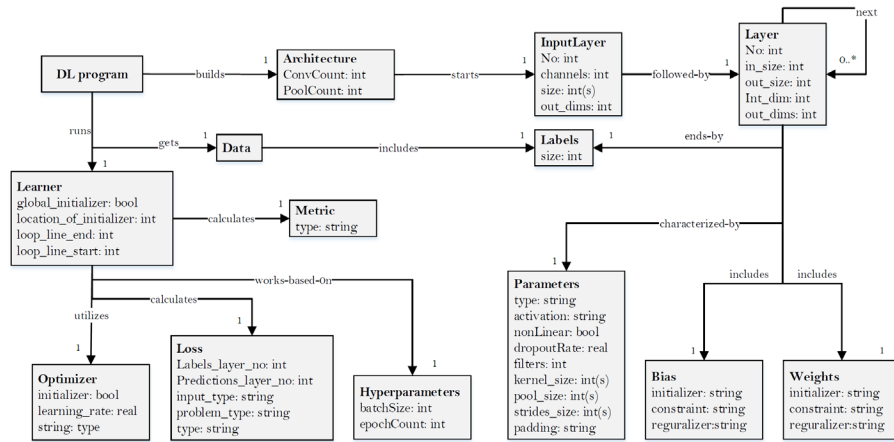 next
DL program
builds
1
Architecture
ConvCount: int
PoolCount: int
starts
1
InputLayer
No: int
channels: int
size: int(s)
out_dims: int
followed-by
1
Layer
No: int
in_size: int
out_size: int
Int_dim: int
out_dims: int
0..*
runs
gets
1
Data
includes
1
Labels
size: int
1
ends-by
1
Learner
global_initializer: bool
location_of_initializer: int
loop_line_end: int
loop_line_start: int
calculates
1
Metric
type: string
characterized-by
works-based-on
calculates
utilizes
1
Optimizer
initializer: bool
learning_rate: real
string: type
1
Loss
Labels_layer_no: int
Predictions_layer_no: int
input_type: string
problem_type: string
type: string
1
Hyperparameters
batchSize: int
epochCount: int
1
Parameters
type: string
activation: string
nonLinear: bool
dropoutRate: real
filters: int
kernel_size: int(s)
pool_size: int(s)
strides_size: int(s)
padding: string
includes
includes
1
Bias
initializer: string
constraint: string
reguralizer:string
1
Weights
initializer: string
constraint: string
reguralizer:string